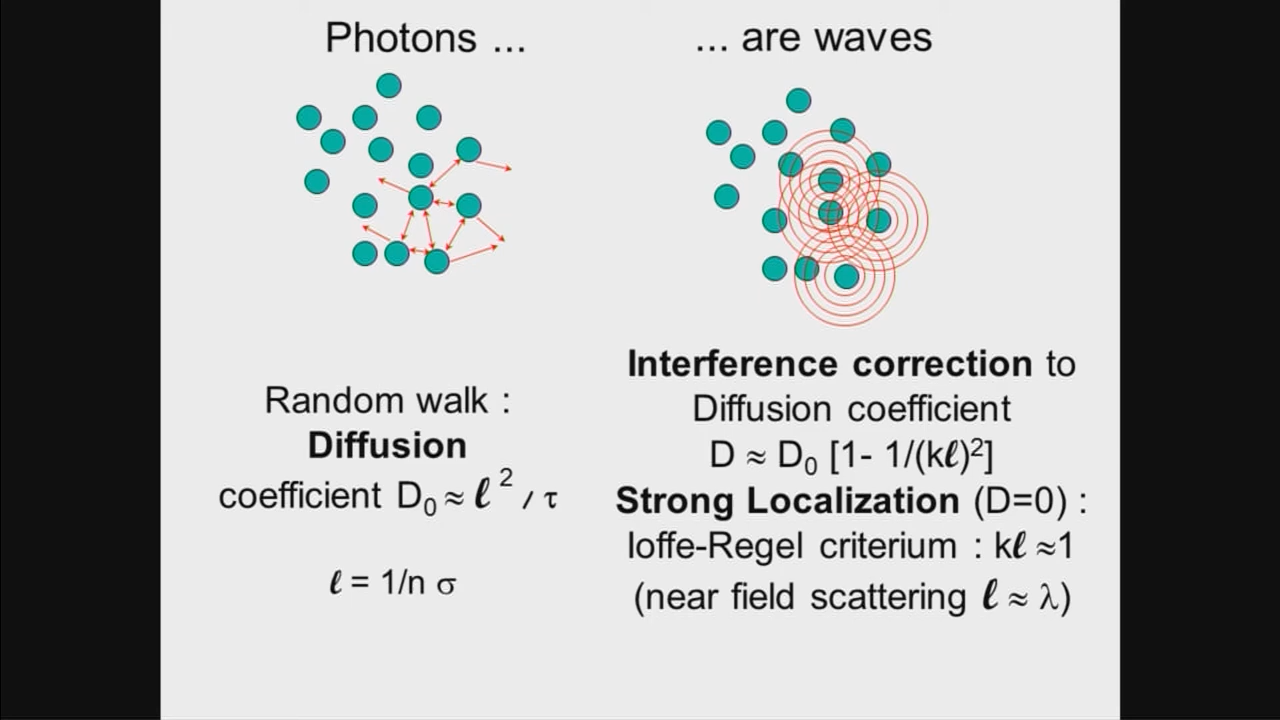 Photons ...
Random walk :
Diffusion
coefficient D₀ ≈ ℓ² / τ
ℓ = 1/n σ
... are waves
Interference correction to
Diffusion coefficient
D ≈ D₀ [1- 1/(kℓ)²]
Strong Localization (D=0) :
Ioffe-Regel criterium : kℓ ≈1
(near field scattering ℓ ≈ λ)